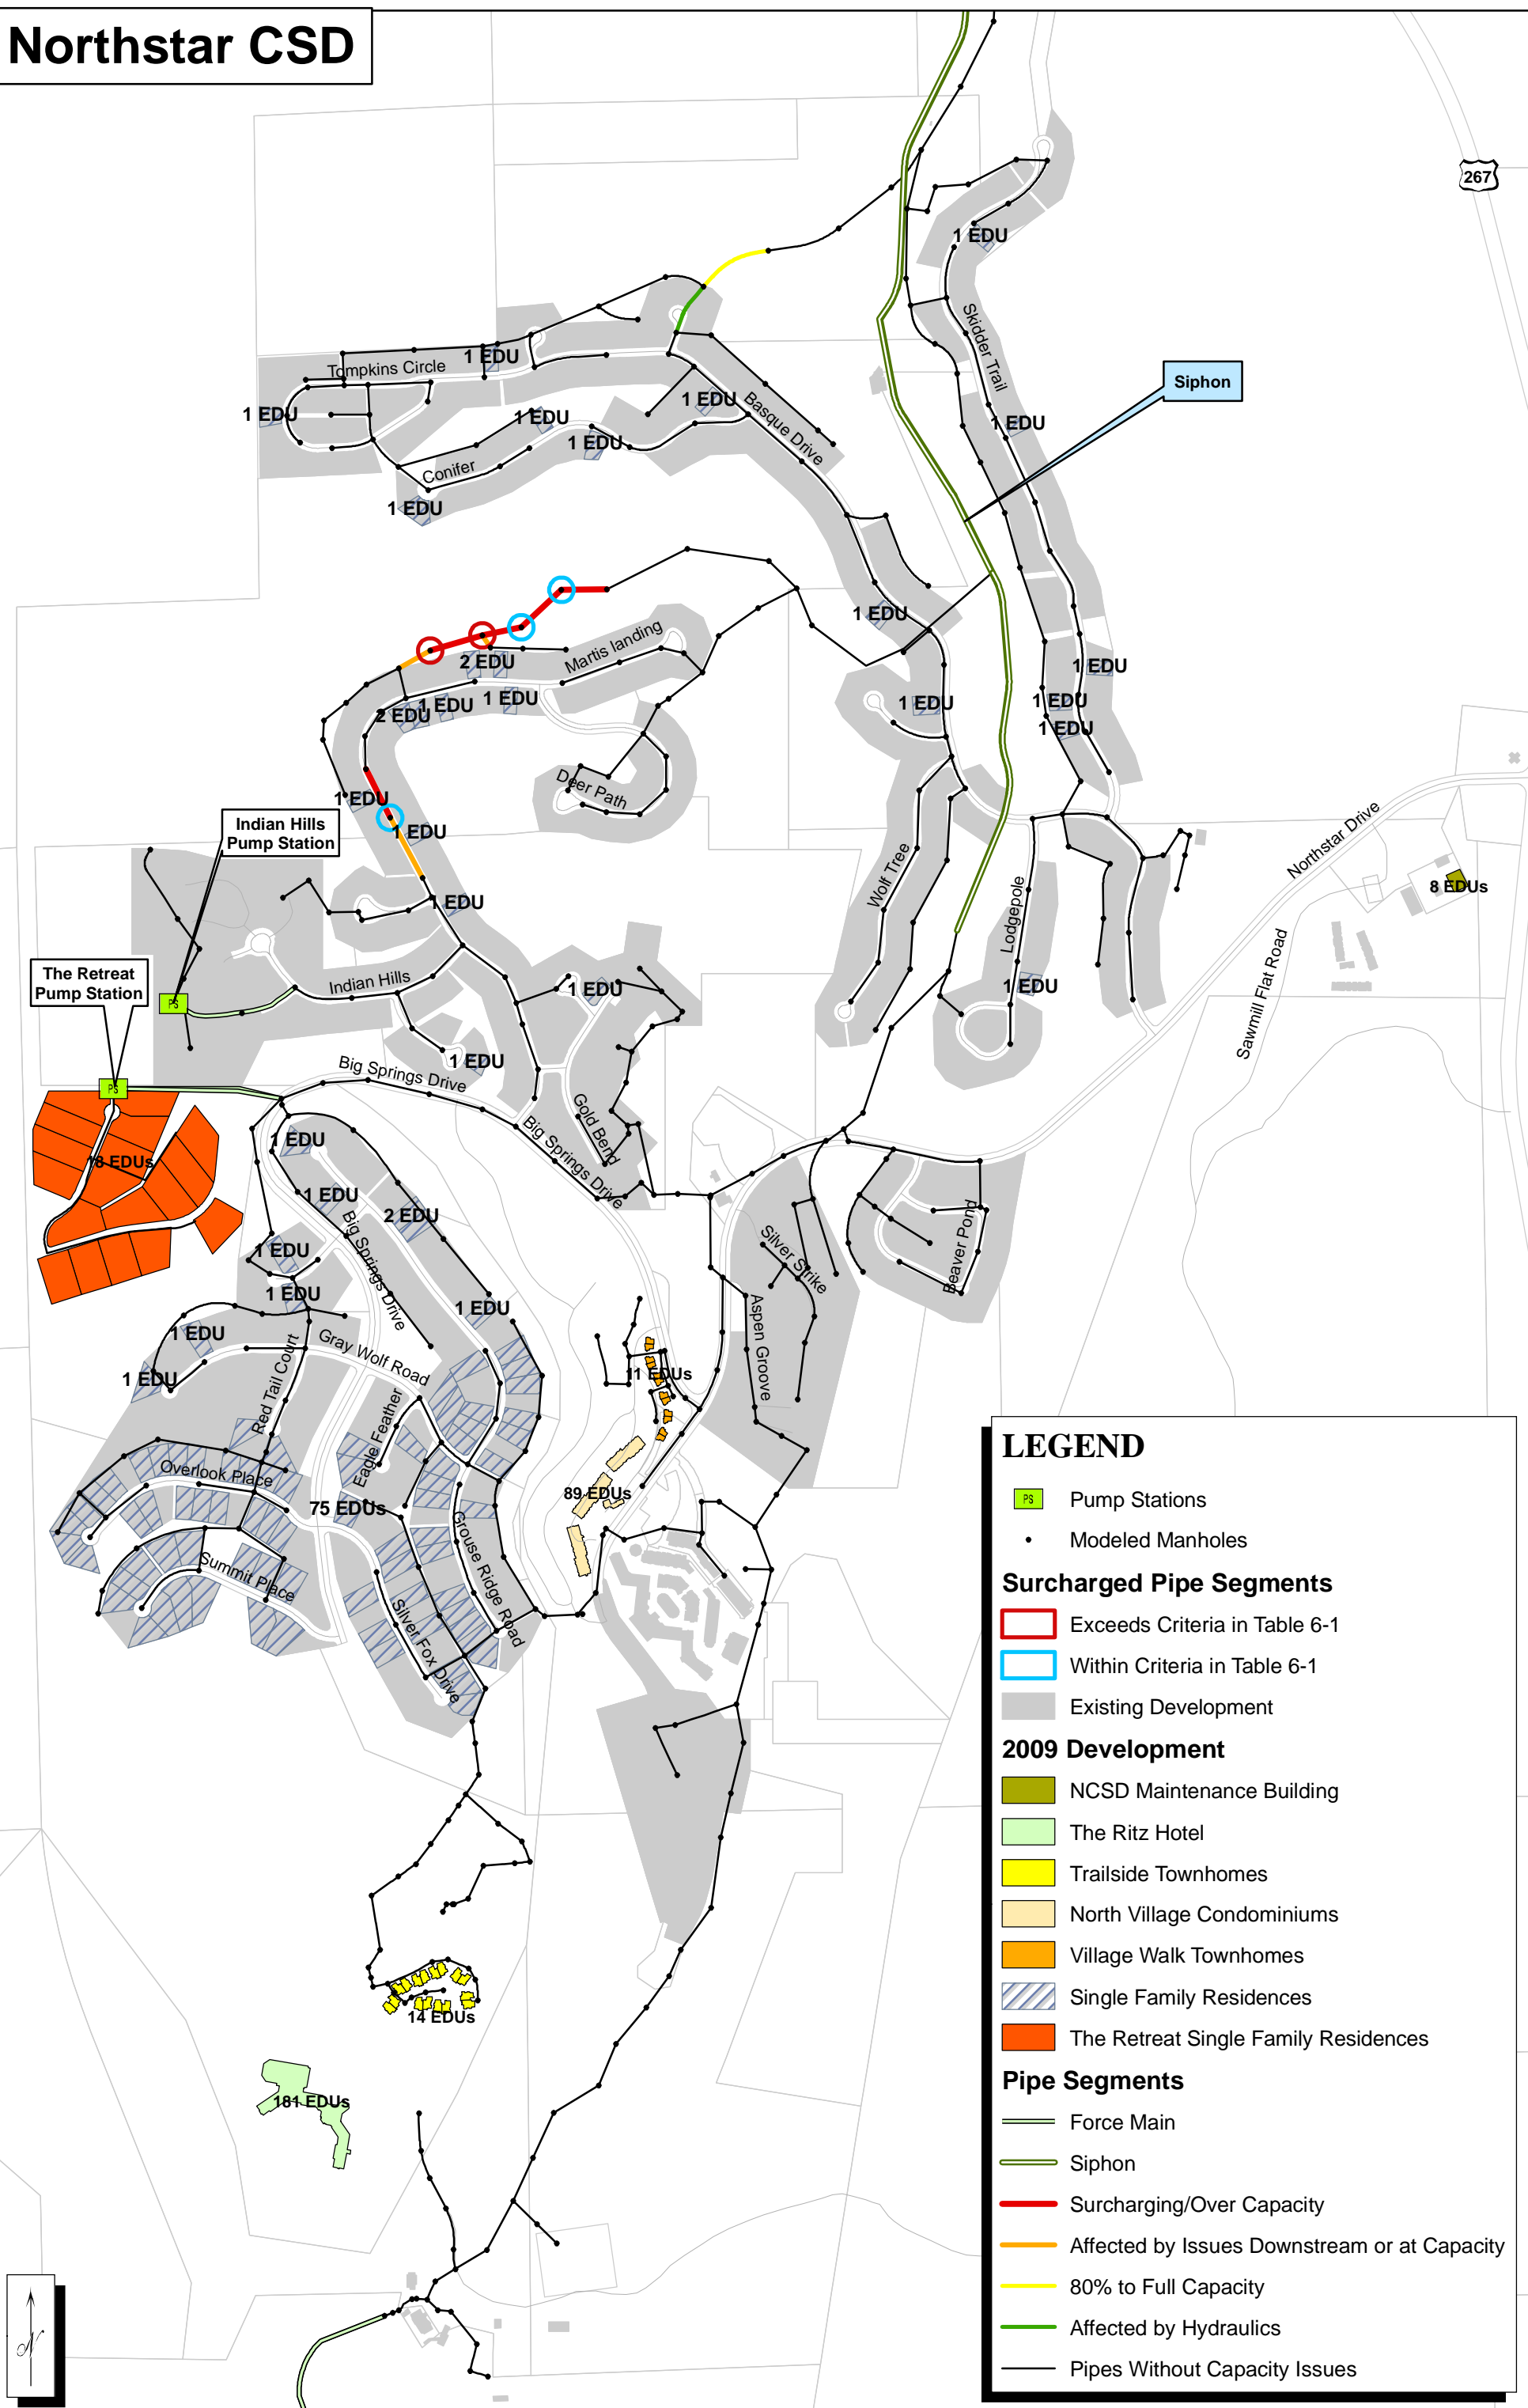 Northstar CSD
267
1 EDU
Skidder Trail
1 EDU
Tompkins Circle
Siphon
1 EDU
1 EDU
1 EDU
Basque Drive
1 EDU
1 EDU
Conifer
1 EDU
1 EDU
Martis landing
2 EDU
1 EDU
1 EDU
1 EDU
2 EDU
1 EDU
1 EDU
1 EDU
Deer Path
1 EDU
Indian Hills
Pump Station
1 EDU
Northstar Drive
Wolf Tree
Lodgepole
8 EDUs
1 EDU
Sawmill Flat Road
The Retreat
Pump Station
Indian Hills
1 EDU
1 EDU
PS
1 EDU
Big Springs Drive
PS
Gold Bend
Big Springs Drive
1 EDU
18 EDUs
1 EDU
2 EDU
Big Springs Drive
Beaver Pond
Silver Strike
1 EDU
1 EDU
1 EDU
1 EDU
Gray Wolf Road
Aspen Groove
1 EDU
11 EDUs
Red Tail Court
Eagle Feather
Overlook Place
89 EDUs
75 EDUs
Grouse Ridge Road
Summit Place
Silver Fox Drive
14 EDUs
181 EDUs
N
LEGEND
PS Pump Stations
Modeled Manholes
Surcharged Pipe Segments
Exceeds Criteria in Table 6-1
Within Criteria in Table 6-1
Existing Development
2009 Development
NCSD Maintenance Building
The Ritz Hotel
Trailside Townhomes
North Village Condominiums
Village Walk Townhomes
Single Family Residences
The Retreat Single Family Residences
Pipe Segments
Force Main
Siphon
Surcharging/Over Capacity
Affected by Issues Downstream or at Capacity
80% to Full Capacity
Affected by Hydraulics
Pipes Without Capacity Issues